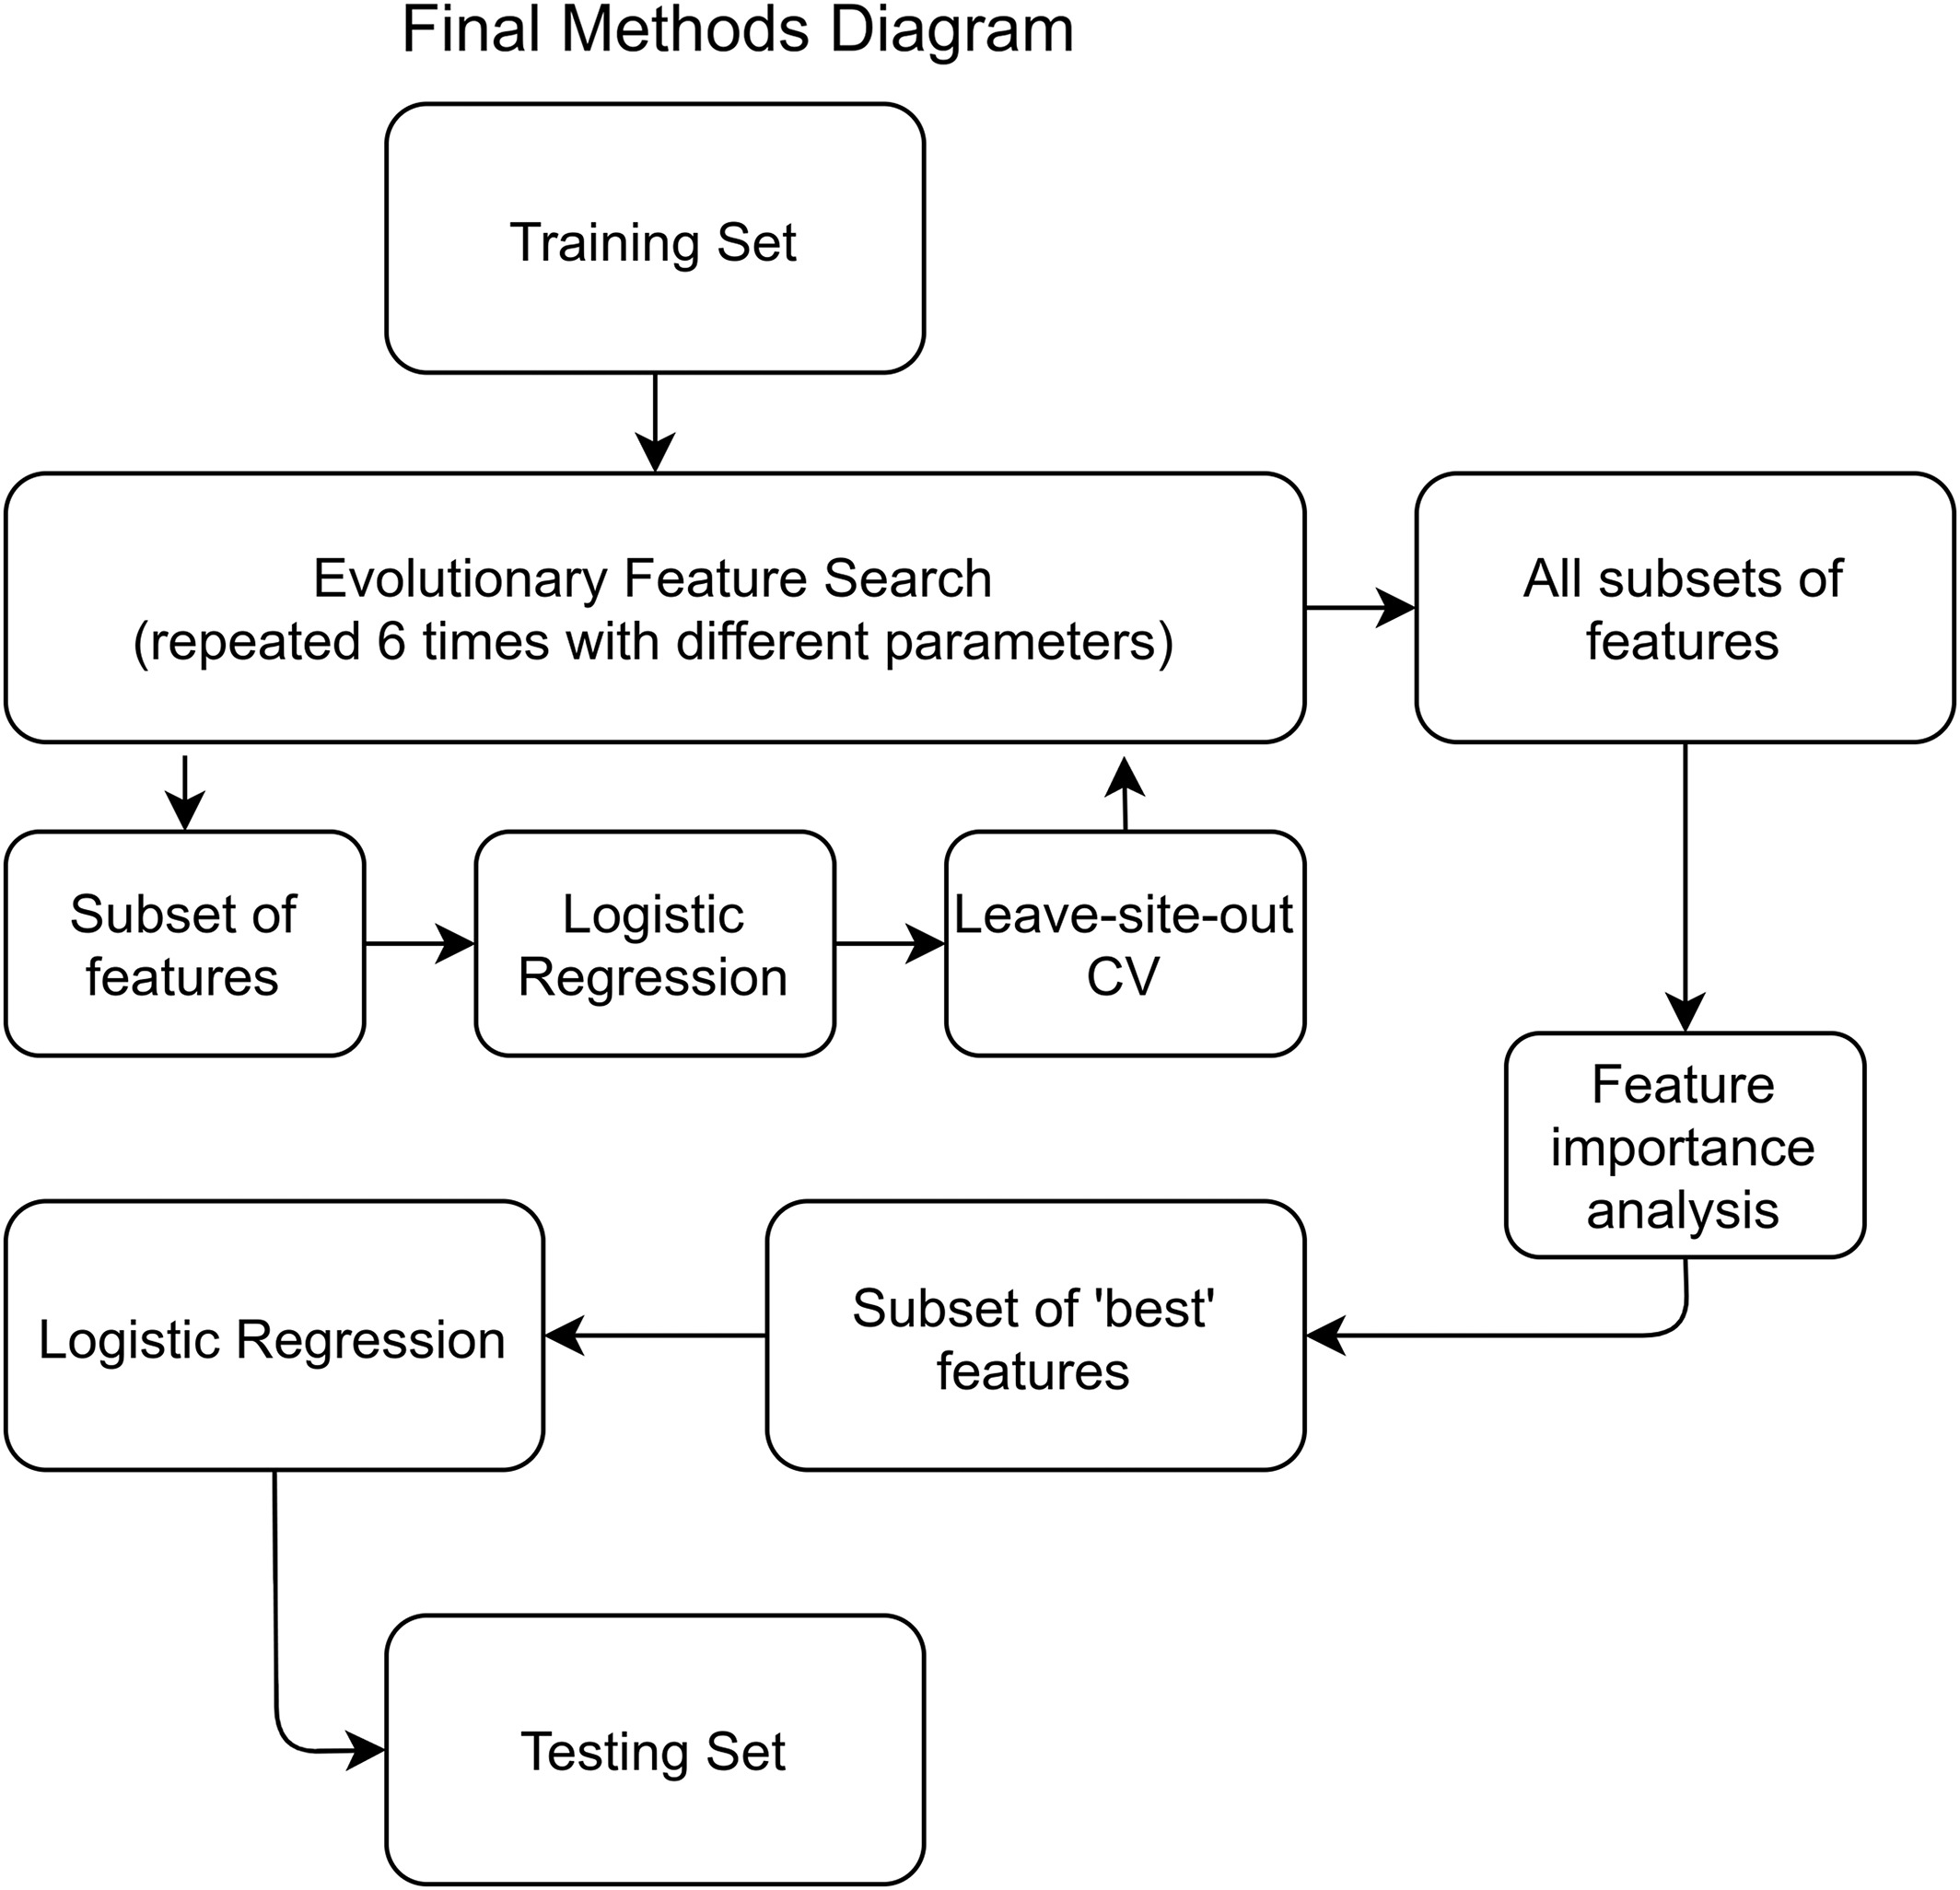 Final Methods Diagram
Training Set
Evolutionary Feature Search
(repeated 6 times with different parameters)
All subsets of
features
Subset of
features
Logistic
Regression
Leave-site-out
CV
Feature
importance
analysis
Subset of 'best'
features
Logistic Regression
Testing Set